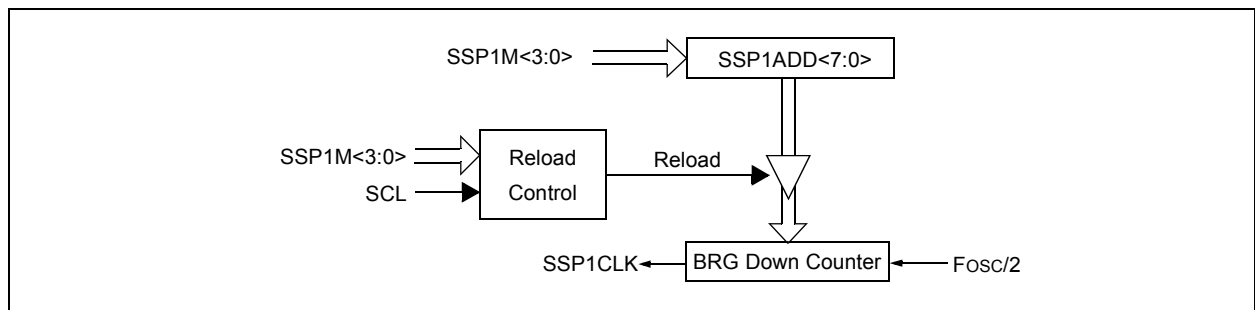 SSP1M<3:0>
SSP1ADD<7:0>
SSP1M<3:0>
SCL
Reload
Control
Reload
SSP1CLK
BRG Down Counter
FOSC/2